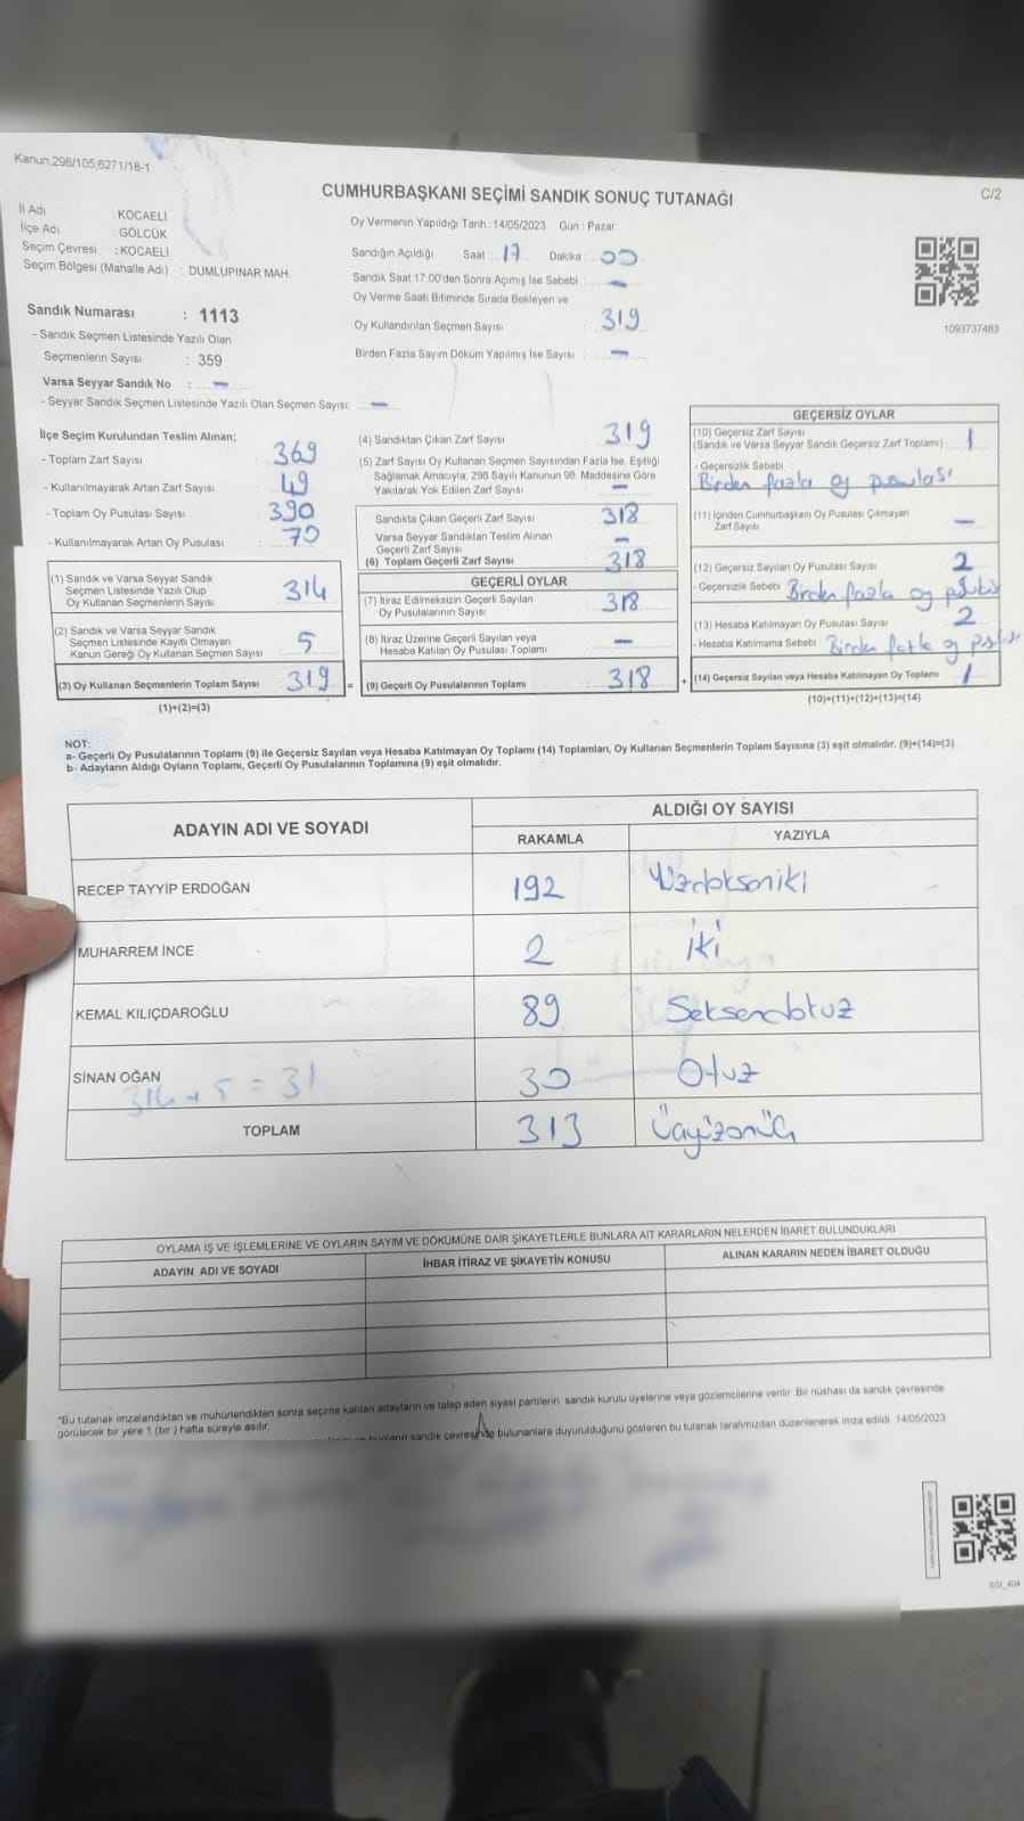 Kanun.298/105,6271/18-1
CUMHURBAŞKANI SEÇİMİ SANDIK SONUÇ TUTANAĞI
C/2
İl Adı : KOCAELİ
İlçe Adı : GÖLCÜK
Seçim Çevresi : KOCAELİ
Seçim Bölgesi (Mahalle Adı) : DUMLUPINAR MAH.
Oy Vermenin Yapıldığı Tarih : 14/05/2023 Gün : Pazar
Sandığın Açıldığı Saat : 17 Dakika : 00
Sandık Saat 17:00'den Sonra Açılmış İse Sebebi : -
Oy Verme Saati Bitiminde Sırada Bekleyen ve
Oy Kullandırılan Seçmen Sayısı : 319
Birden Fazla Sayım Döküm Yapılmış İse Sayısı : -
1093737483
Sandık Numarası : 1113
- Sandık Seçmen Listesinde Yazılı Olan
Seçmenlerin Sayısı : 359
Varsa Seyyar Sandık No : -
- Seyyar Sandık Seçmen Listesinde Yazılı Olan Seçmen Sayısı: -
İlçe Seçim Kurulundan Teslim Alınan;
- Toplam Zarf Sayısı : 369
- Kullanılmayarak Artan Zarf Sayısı : 49
- Toplam Oy Pusulası Sayısı : 390
- Kullanılmayarak Artan Oy Pusulası : 70
(1) Sandık ve Varsa Seyyar Sandık
Seçmen Listesinde Yazılı Olup
Oy Kullanan Seçmenlerin Sayısı 314
(2) Sandık ve Varsa Seyyar Sandık
Seçmen Listesinde Kayıtlı Olmayan
Kanun Gereği Oy Kullanan Seçmen Sayısı 5
(3) Oy Kullanan Seçmenlerin Toplam Sayısı 319 =
(1)+(2)=(3)
(4) Sandıktan Çıkan Zarf Sayısı 319
(5) Zarf Sayısı Oy Kullanan Seçmen Sayısından Fazla İse, Eşitliği
Sağlamak Amacıyla, 298 Sayılı Kanunun 98. Maddesine Göre
Yakılarak Yok Edilen Zarf Sayısı -
Sandıkta Çıkan Geçerli Zarf Sayısı 318
Varsa Seyyar Sandıktan Teslim Alınan
Geçerli Zarf Sayısı -
(6) Toplam Geçerli Zarf Sayısı 318
GEÇERLİ OYLAR
(7) İtiraz Edilmeksizin Geçerli Sayılan
Oy Pusulalarının Sayısı 318
(8) İtiraz Üzerine Geçerli Sayılan veya
Hesaba Katılan Oy Pusulası Toplamı -
(9) Geçerli Oy Pusulalarının Toplamı 318 +
GEÇERSİZ OYLAR
(10) Geçersiz Zarf Sayısı
(Sandık ve Varsa Seyyar Sandık Geçersiz Zarf Toplamı) 1
- Geçersizlik Sebebi
Birden fazla oy pusulası
(11) İçinden Cumhurbaşkanı Oy Pusulası Çıkmayan
Zarf Sayısı -
(12) Geçersiz Sayılan Oy Pusulası Sayısı 2
- Geçersizlik Sebebi Birden fazla oy
(13) Hesaba Katılmayan Oy Pusulası Sayısı 2
- Hesaba Katılmama Sebebi Birden fazla oy
(14) Geçersiz Sayılan veya Hesaba Katılmayan Oy Toplamı 1
(10)+(11)+(12)+(13)=(14)
NOT:
a- Geçerli Oy Pusulalarının Toplamı (9) ile Geçersiz Sayılan veya Hesaba Katılmayan Oy Toplamı (14) Toplamları, Oy Kullanan Seçmenlerin Toplam Sayısına (3) eşit olmalıdır. (9)+(14)=(3)
b- Adayların Aldığı Oyların Toplamı, Geçerli Oy Pusulalarının Toplamına (9) eşit olmalıdır.
ADAYIN ADI VE SOYADI
ALDIĞI OY SAYISI
RAKAMLA YAZIYLA
RECEP TAYYİP ERDOĞAN 192 Yüzdoksaniki
MUHARREM İNCE 2 iki
KEMAL KILIÇDAROĞLU 89 Seksendokuz
SİNAN OĞAN 30 Otuz
314+5=31
TOPLAM 313 Üçyüzonüç
OYLAMA İŞ VE İŞLEMLERİNE VE OYLARIN SAYIM VE DÖKÜMÜNE DAİR ŞİKAYETLERLE BUNLARA AİT KARARLARIN NELERDEN İBARET BULUNDUKLARI
ADAYIN ADI VE SOYADI İHBAR İTİRAZ VE ŞİKAYETİN KONUSU ALINAN KARARIN NEDEN İBARET OLDUĞU
*Bu tutanak imzalandıktan ve mühürlendikten sonra seçime katılan adayların ve talep eden siyasi partilerin sandık kurulu üyelerine veya gözlemcilerine verilir. Bir nüshası da sandık çevresinde
görülecek bir yere 1 (bir) hafta süreyle asılır.
sandık çevresinde bulunanlara duyurulduğunu gösteren bu tutanak tarafımızdan düzenlenerek imza edildi. 14/05/2023